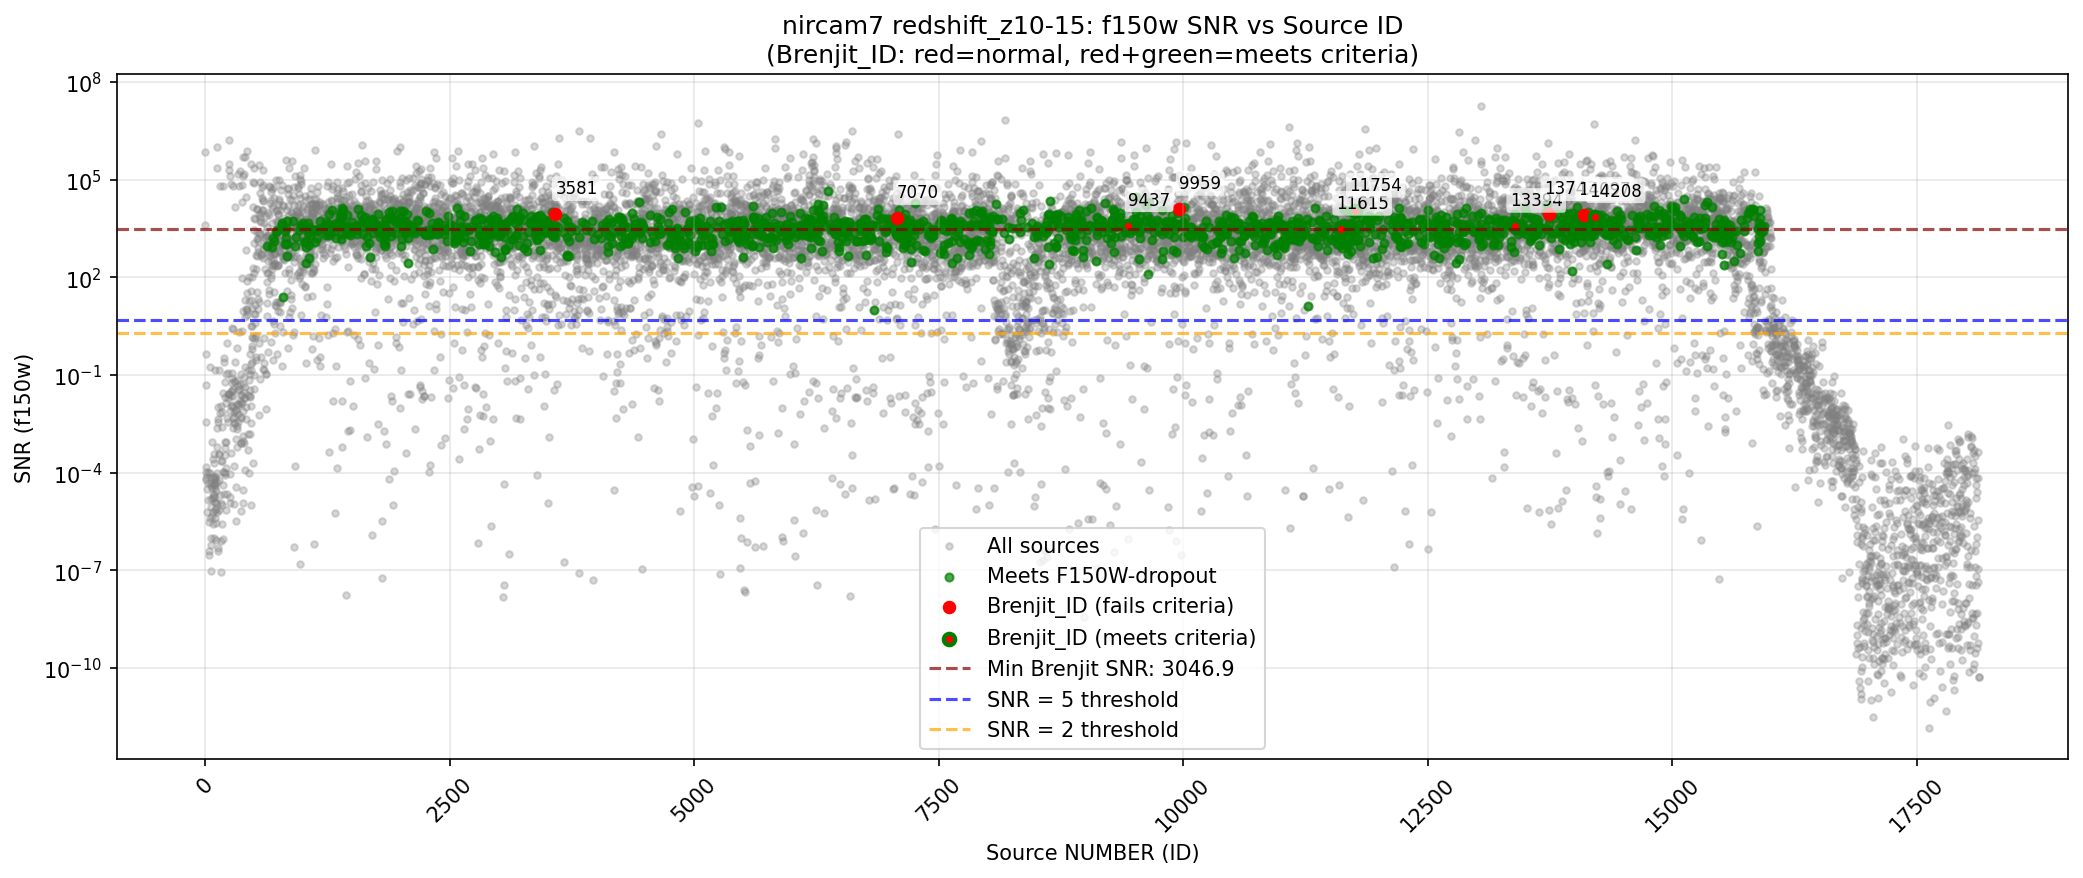 nircam7 redshift_z10-15: f150w SNR vs Source ID
(Brenjit_ID: red=normal, red+green=meets criteria)
SNR (f150w)
10^8
10^5
10^2
10^-1
10^-4
10^-7
10^-10
3581
7070
9437
9959
11754
11615
13394
14208
All sources
Meets F150W-dropout
Brenjit_ID (fails criteria)
Brenjit_ID (meets criteria)
Min Brenjit SNR: 3046.9
SNR = 5 threshold
SNR = 2 threshold
0
2500
5000
7500
10000
12500
15000
17500
Source NUMBER (ID)